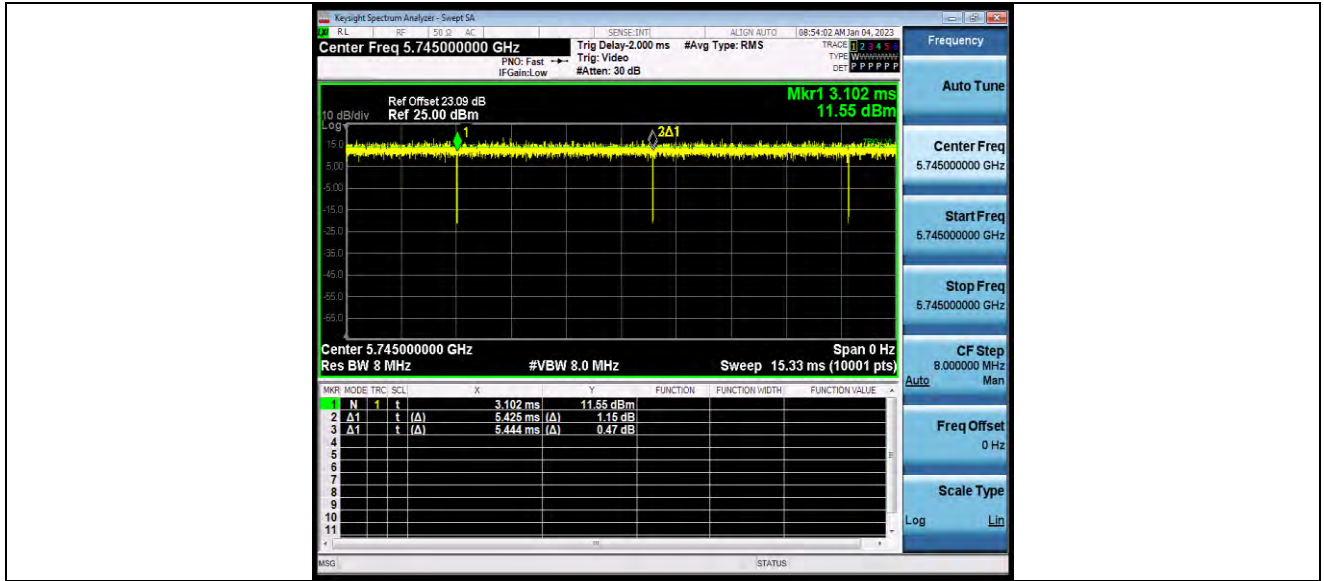 Keysight Spectrum Analyzer - Swept SA
RL RF 50 Ω AC SENSE:INT ALIGN AUTO 08:54:02 AM Jan 04, 2023
Center Freq 5.745000000 GHz Trig Delay-2.000 ms #Avg Type: RMS TRACE 1 2 3 4 5 6
PNO: Fast Trig: Video TYPE WWWWWW
IFGain:Low #Atten: 30 dB DET P P P P P P
Frequency
Auto Tune
Mkr1 3.102 ms
11.55 dBm
Ref Offset 23.09 dB
10 dB/div Ref 25.00 dBm
Log
1
3Δ1
15.0
5.00
-5.00
-15.0
-25.0
-35.0
-45.0
-55.0
-65.0
Center Freq
5.745000000 GHz
Start Freq
5.745000000 GHz
Stop Freq
5.745000000 GHz
Center 5.745000000 GHz Span 0 Hz
Res BW 8 MHz #VBW 8.0 MHz Sweep 15.33 ms (10001 pts)
CF Step
8.000000 MHz
Auto Man
MKR MODE TRC SCL X Y FUNCTION FUNCTION WIDTH FUNCTION VALUE
1 N 1 t 3.102 ms 11.55 dBm
2 Δ1 t (Δ) 5.425 ms (Δ) 1.15 dB
3 Δ1 t (Δ) 5.444 ms (Δ) 0.47 dB
4
5
6
7
8
9
10
11
Freq Offset
0 Hz
Scale Type
Log Lin
MSG STATUS